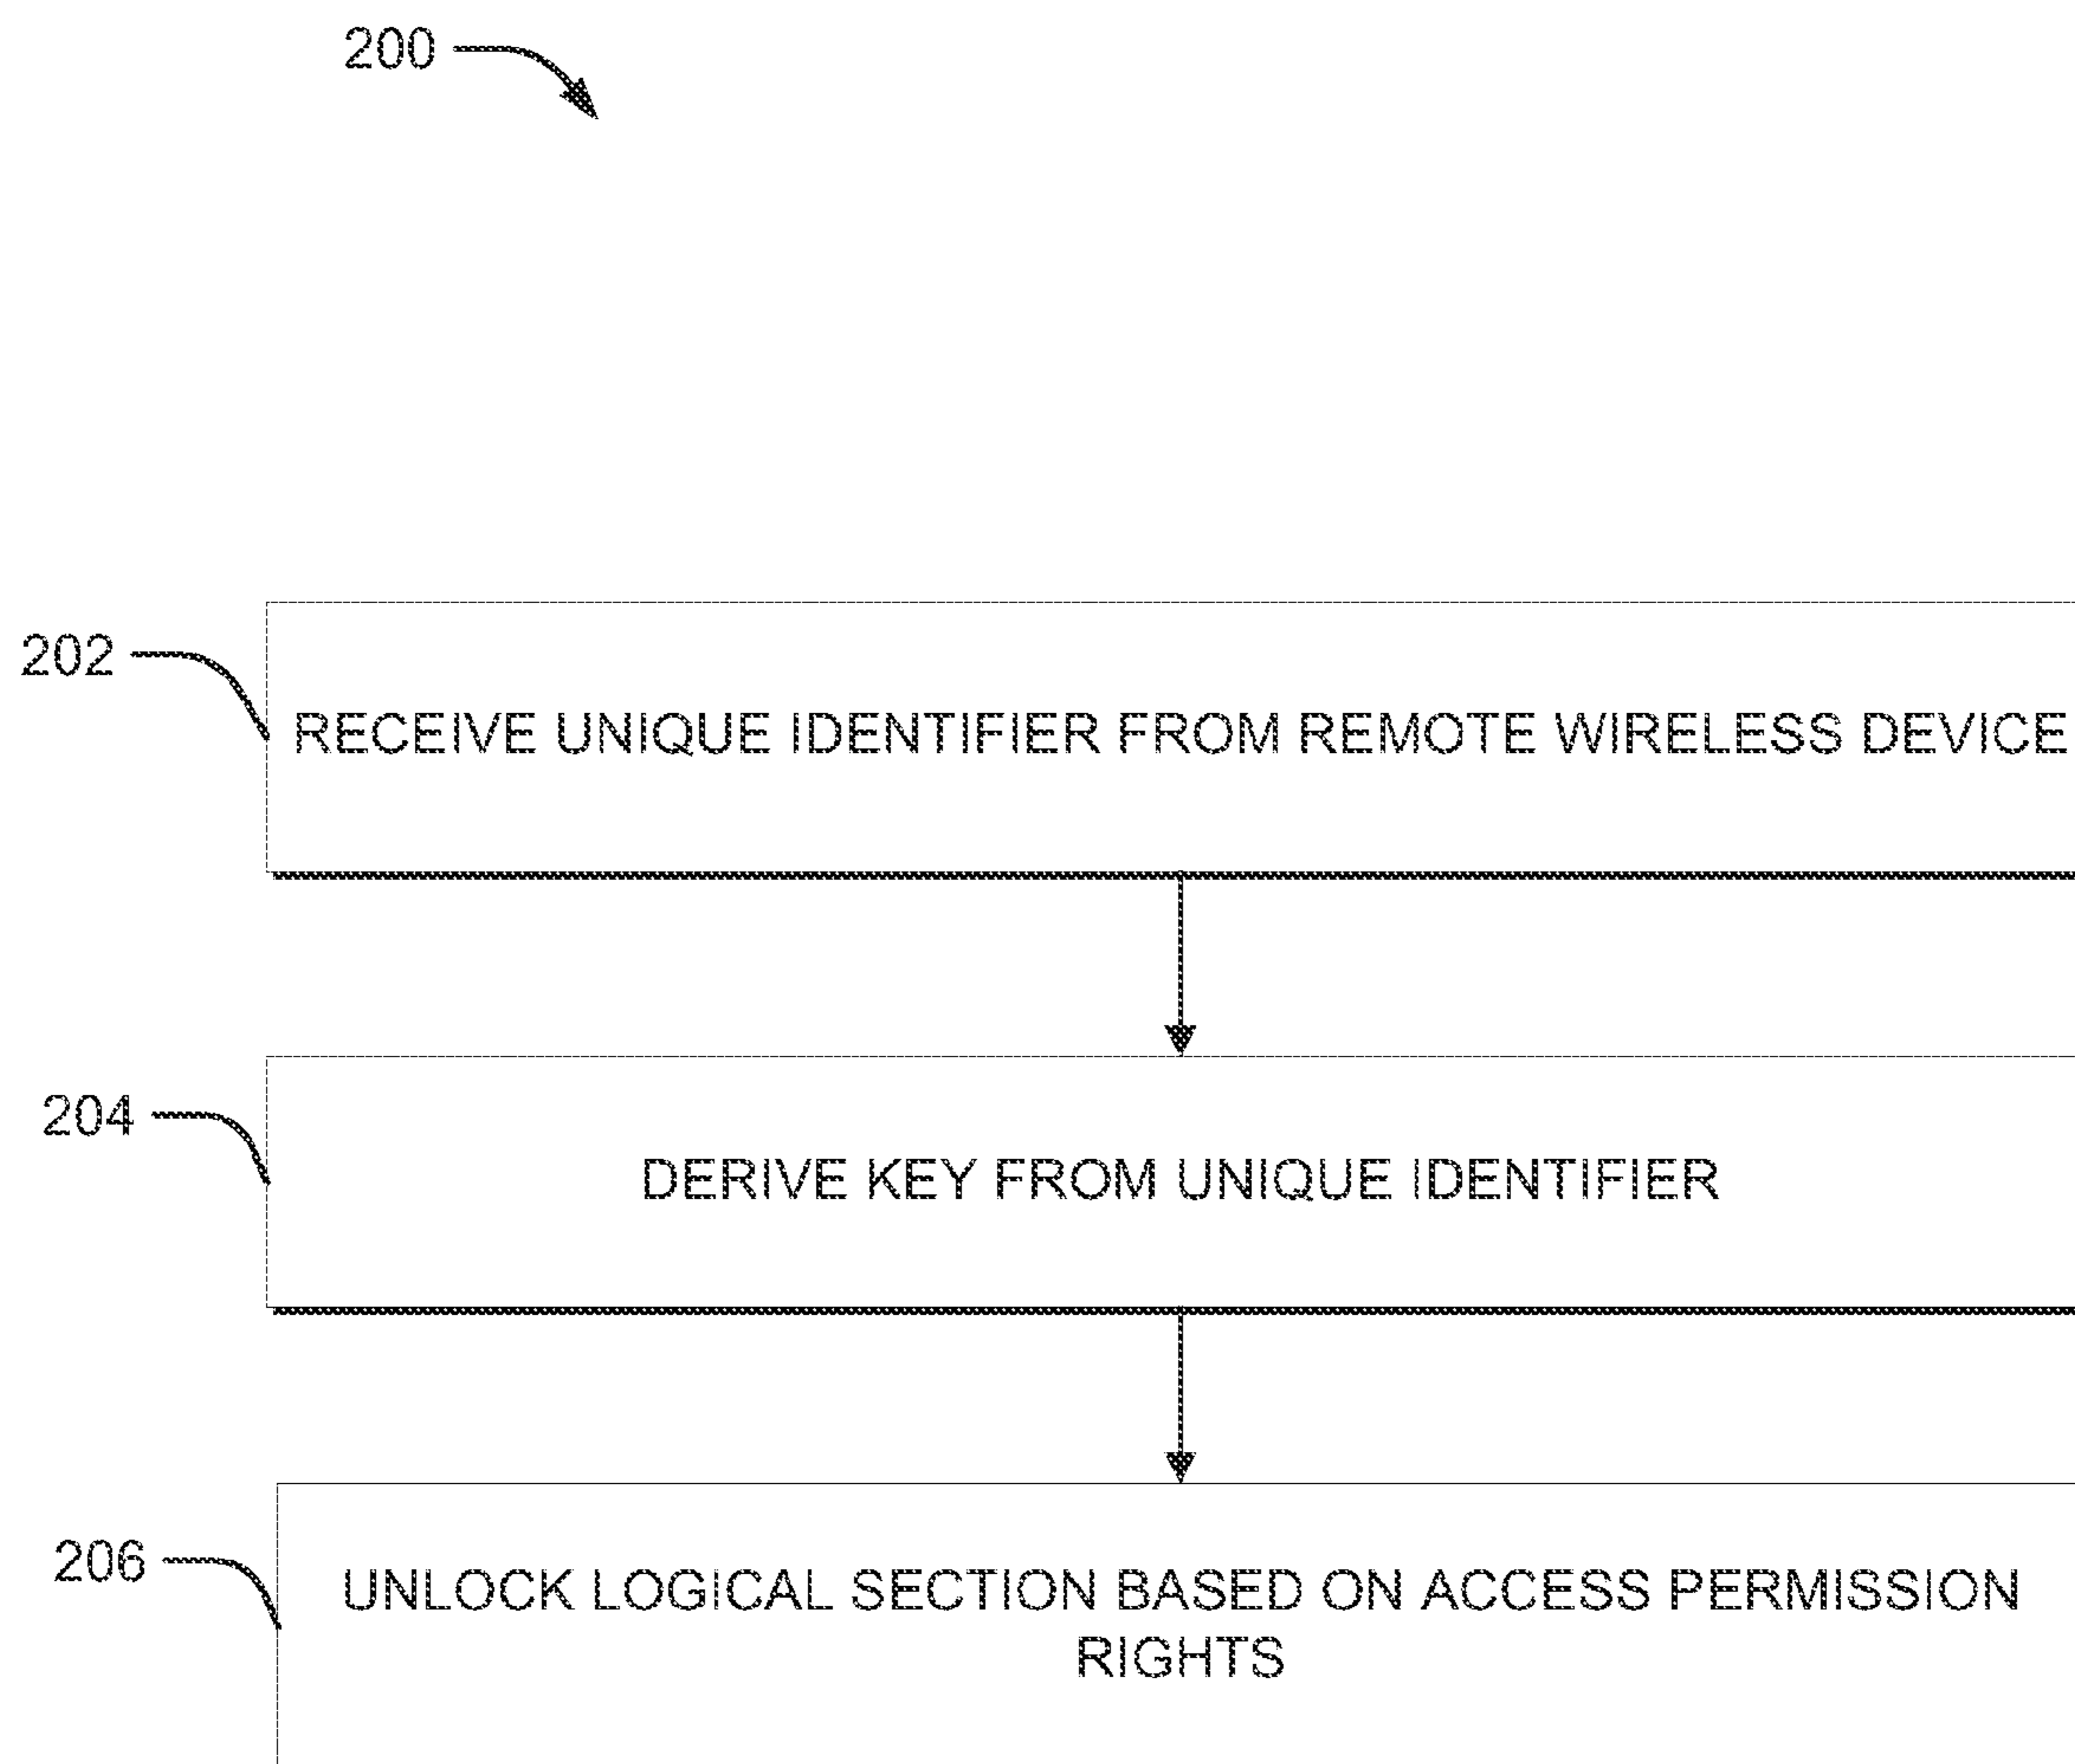 200
202
RECEIVE UNIQUE IDENTIFIER FROM REMOTE WIRELESS DEVICE
204
DERIVE KEY FROM UNIQUE IDENTIFIER
206
UNLOCK LOGICAL SECTION BASED ON ACCESS PERMISSION
RIGHTS